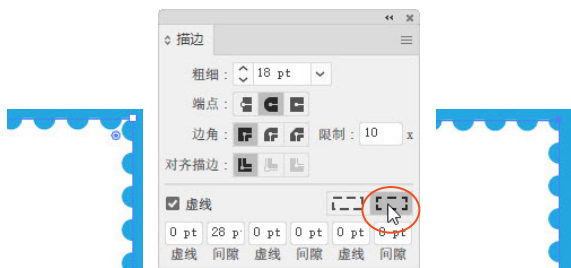 描边
粗细： 18 pt
端点：
边角： 限制： 10 x
对齐描边：
虚线
0 pt 28 p 0 pt 0 pt 0 pt 0 pt
虚线 间隙 虚线 间隙 虚线 间隙